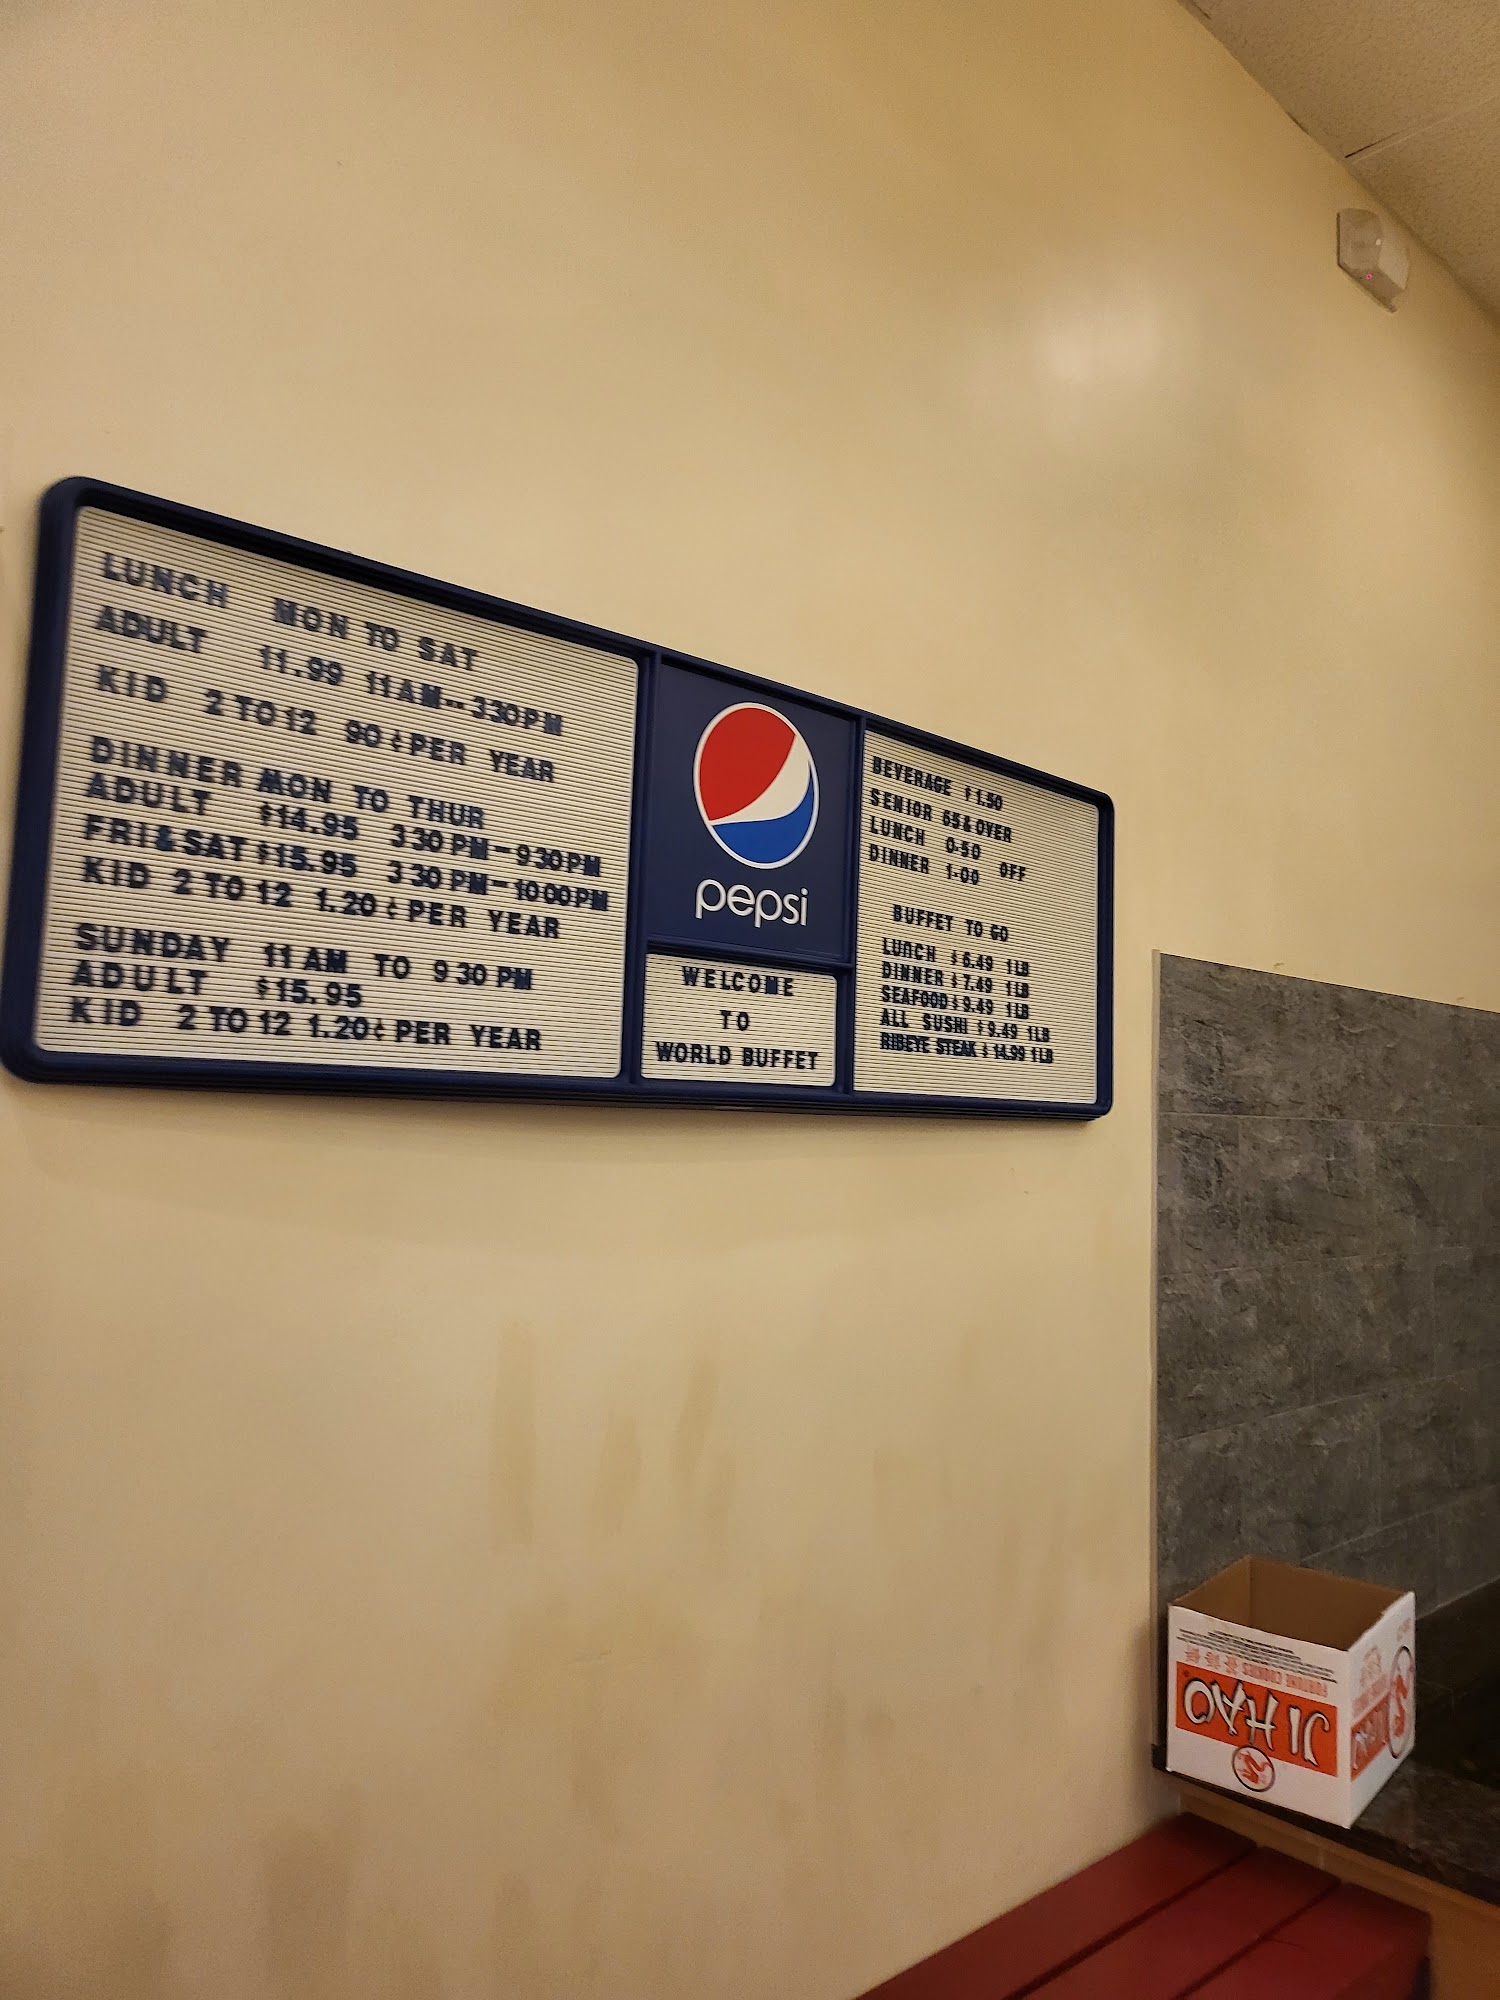 LUNCH MON TO SAT
ADULT 11.99 11AM--330PM
KID 2 TO 12 90¢PER YEAR
DINNER MON TO THUR
ADULT $14.95 330PM-930PM
FRI&SAT $15.95 330PM-1000PM
KID 2 TO 12 1.20¢PER YEAR
SUNDAY 11AM TO 930PM
ADULT $15.95
KID 2 TO 12 1.20¢PER YEAR
pepsi
WELCOME
TO
WORLD BUFFET
BEVERAGE $1.50
SENIOR 65&OVER
LUNCH 0-50 OFF
DINNER 1-00
BUFFET TO GO
LUNCH $6.49 1LB
DINNER $7.49 1LB
SEAFOOD $9.49 1LB
ALL SUSHI $9.49 1LB
RIBEYE STEAK $14.99 1LB
JI HAO
FORTUNE COOKIES